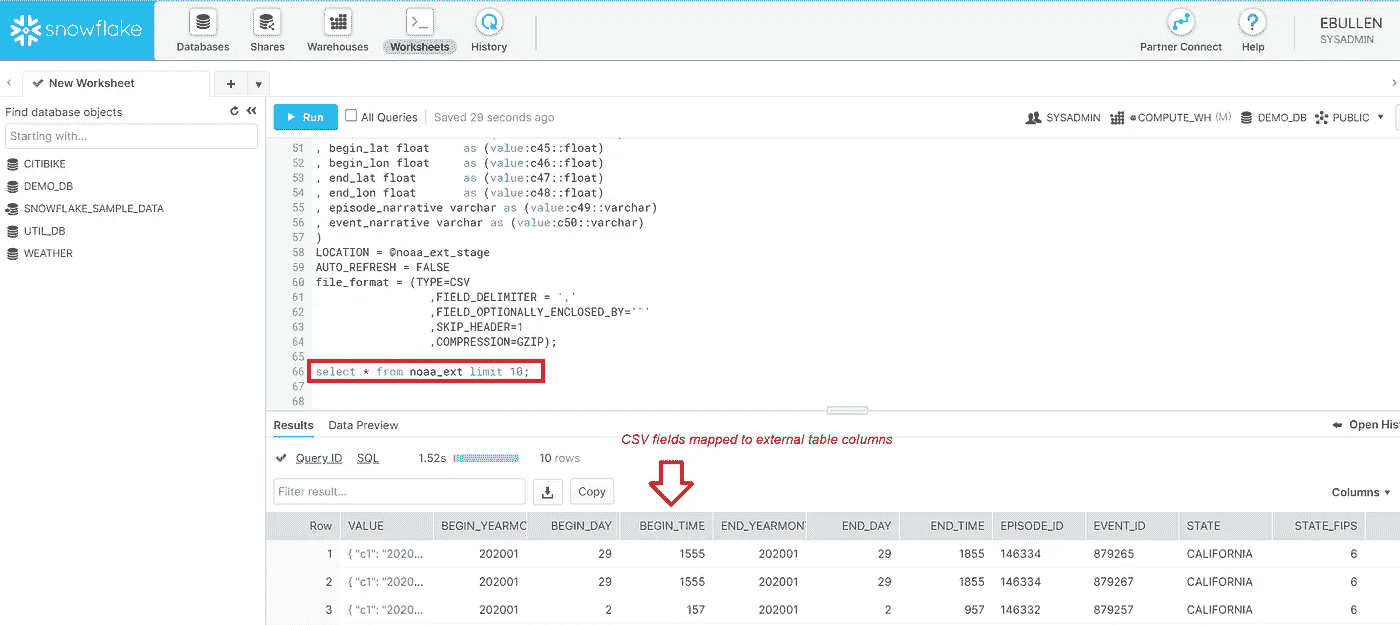 snowflake
Databases Shares Warehouses Worksheets History Partner Connect Help
EBULLEN
SYSADMIN
New Worksheet + ▼
Find database objects
Starting with...
CITIBIKE
DEMO_DB
SNOWFLAKE_SAMPLE_DATA
UTIL_DB
WEATHER
Run All Queries Saved 29 seconds ago SYSADMIN COMPUTE_WH (M) DEMO_DB PUBLIC
51 , begin_lat float as (value:c45::float)
52 , begin_lon float as (value:c46::float)
53 , end_lat float as (value:c47::float)
54 , end_lon float as (value:c48::float)
55 , episode_narrative varchar as (value:c49::varchar)
56 , event_narrative varchar as (value:c50::varchar)
57 )
58 LOCATION = @noaa_ext_stage
59 AUTO_REFRESH = FALSE
60 file_format = (TYPE=CSV
61 ,FIELD_DELIMITER = ','
62 ,FIELD_OPTIONALLY_ENCLOSED_BY='"'
63 ,SKIP_HEADER=1
64 ,COMPRESSION=GZIP);
65
66 select * from noaa_ext limit 10;
67
68
Results Data Preview Open His
CSV fields mapped to external table columns
Query ID SQL 1.52s 10 rows
Filter result... Copy Columns ▼
Row VALUE BEGIN_YEARMO BEGIN_DAY BEGIN_TIME END_YEARMON END_DAY END_TIME EPISODE_ID EVENT_ID STATE STATE_FIPS
1 { "c1": "2020... 202001 29 1555 202001 29 1855 146334 879265 CALIFORNIA 6
2 { "c1": "2020... 202001 29 1555 202001 29 1855 146334 879267 CALIFORNIA 6
3 { "c1": "2020... 202001 2 157 202001 2 957 146332 879257 CALIFORNIA 6